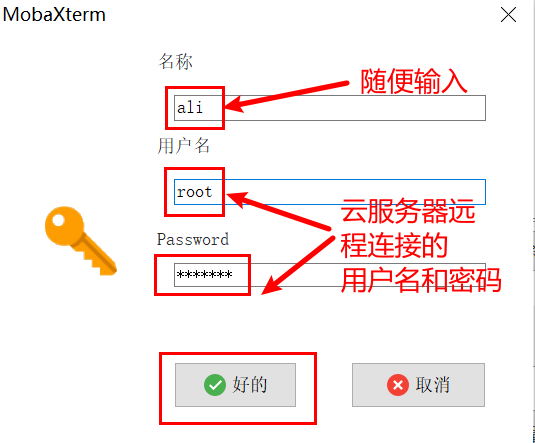 MobaXterm
名称
随便输入
ali
用户名
root
云服务器远
程连接的
用户名和密码
Password
*******
好的
取消